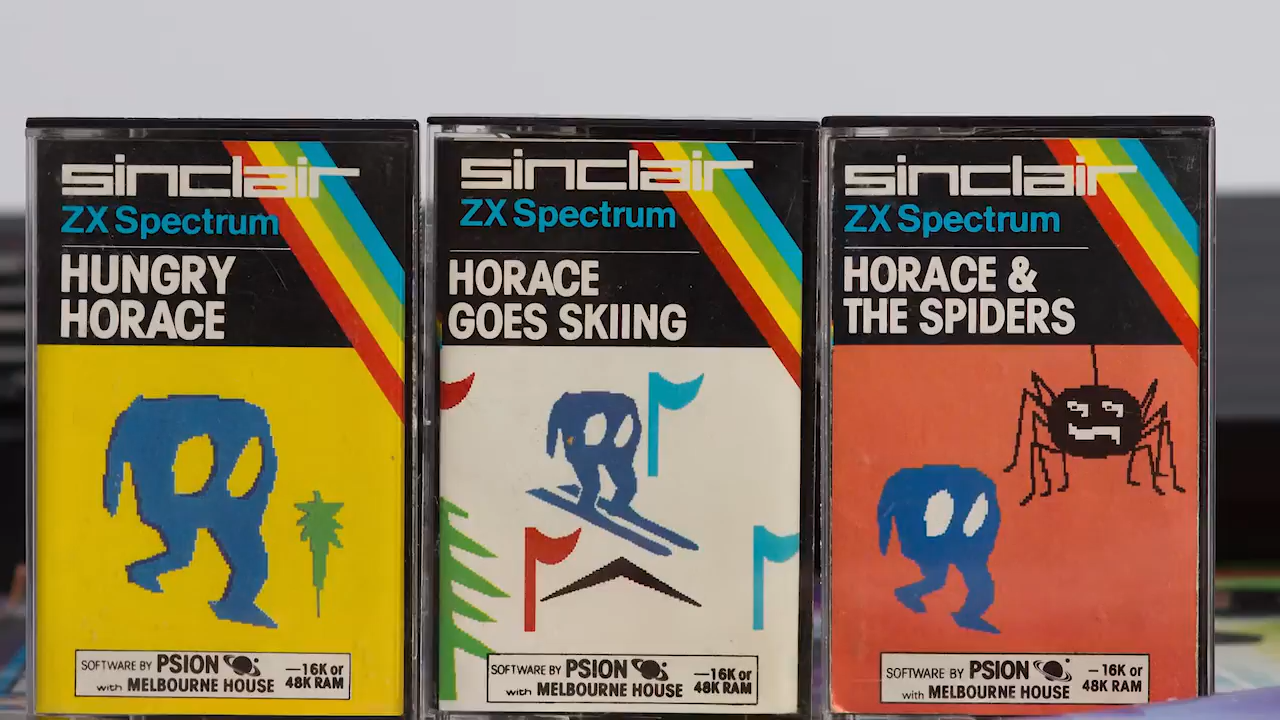 sinclair
ZX Spectrum
HUNGRY
HORACE
SOFTWARE BY PSION
with MELBOURNE HOUSE
—16K or
48K RAM
sinclair
ZX Spectrum
HORACE
GOES SKIING
SOFTWARE BY PSION
with MELBOURNE HOUSE
—16K or
48K RAM
sinclair
ZX Spectrum
HORACE &
THE SPIDERS
SOFTWARE BY PSION
with MELBOURNE HOUSE
—16K or
48K RAM